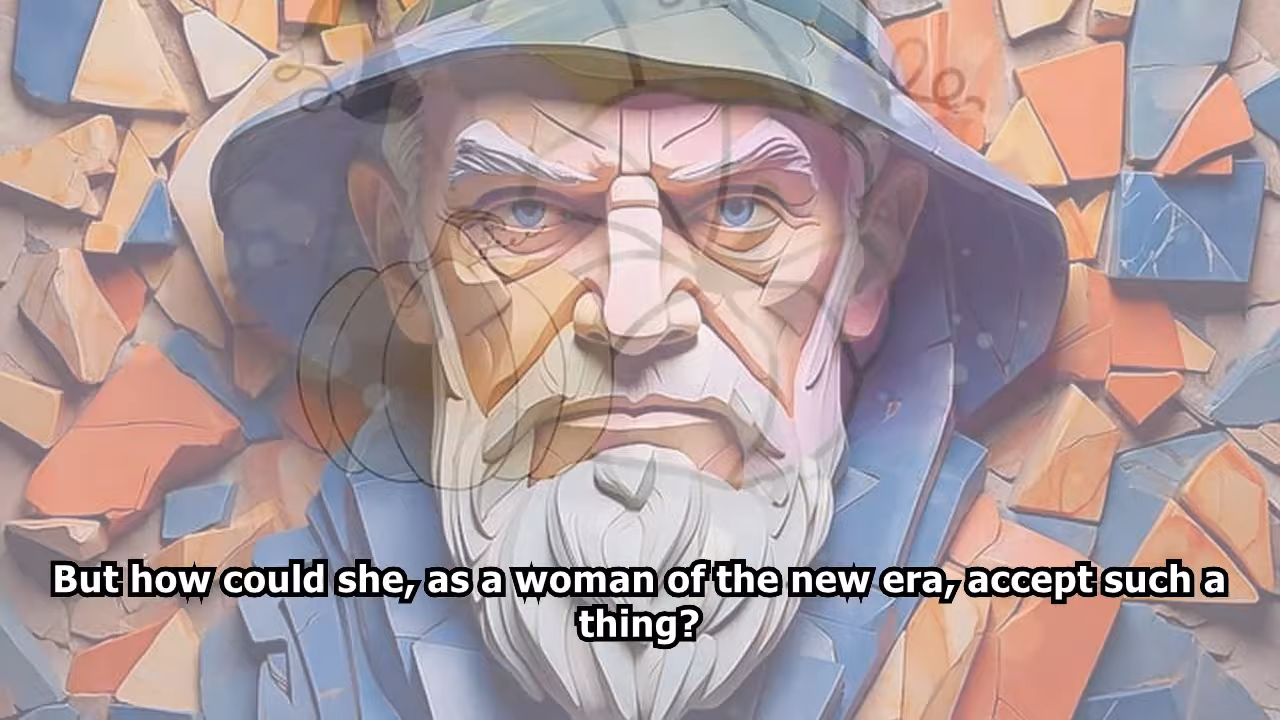 But how could she, as a woman of the new era, accept such a
thing?